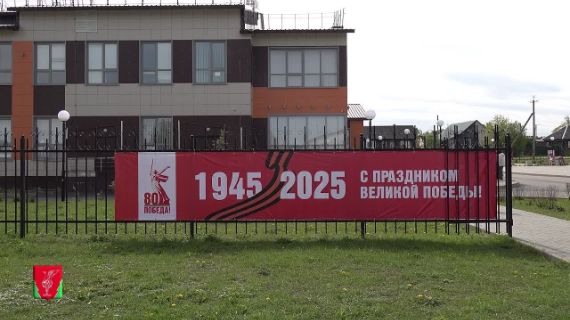 80
ПОБЕДА!
1945 2025
С ПРАЗДНИКОМ
ВЕЛИКОЙ ПОБЕДЫ!